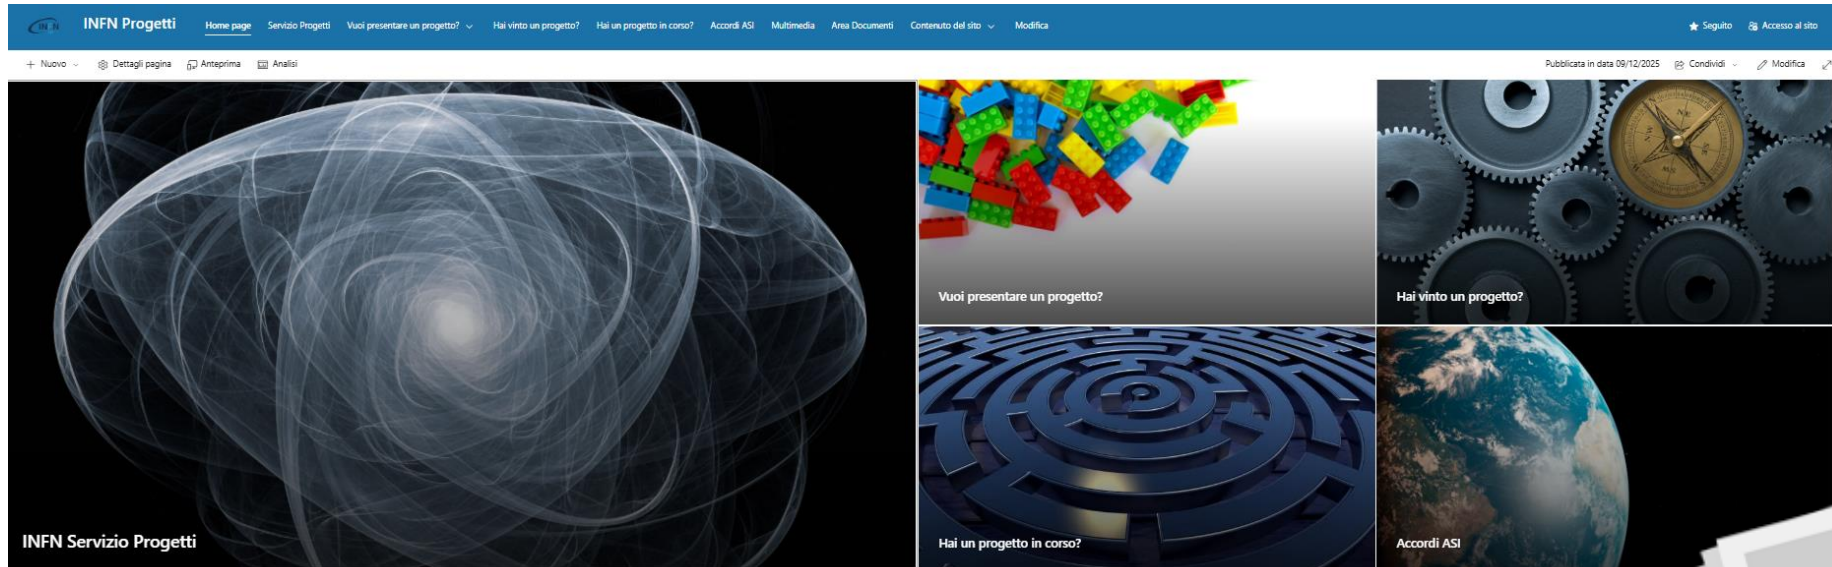 INFN
INFN Progetti
Home page
Servizio Progetti
Vuoi presentare un progetto?
Hai vinto un progetto?
Hai un progetto in corso?
Accordi ASI
Multimedia
Area Documenti
Contenuto del sito
Modifica
Seguito
Accesso al sito
Nuovo
Dettagli pagina
Anteprima
Analisi
Pubblicata in data 09/12/2025
Condividi
Modifica
INFN Servizio Progetti
Vuoi presentare un progetto?
Hai vinto un progetto?
Hai un progetto in corso?
Accordi ASI